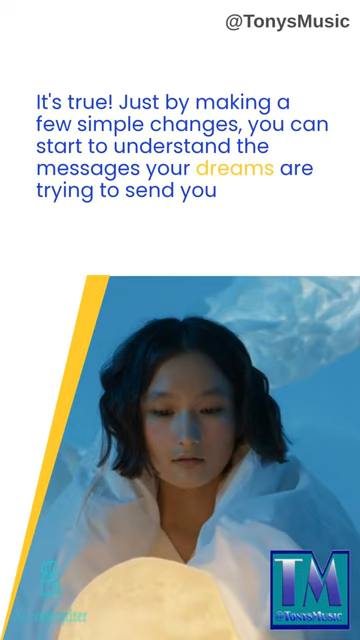 @TonysMusic
It's true! Just by making a
few simple changes, you can
start to understand the
messages your dreams are
trying to send you
TM
@TonysMusic